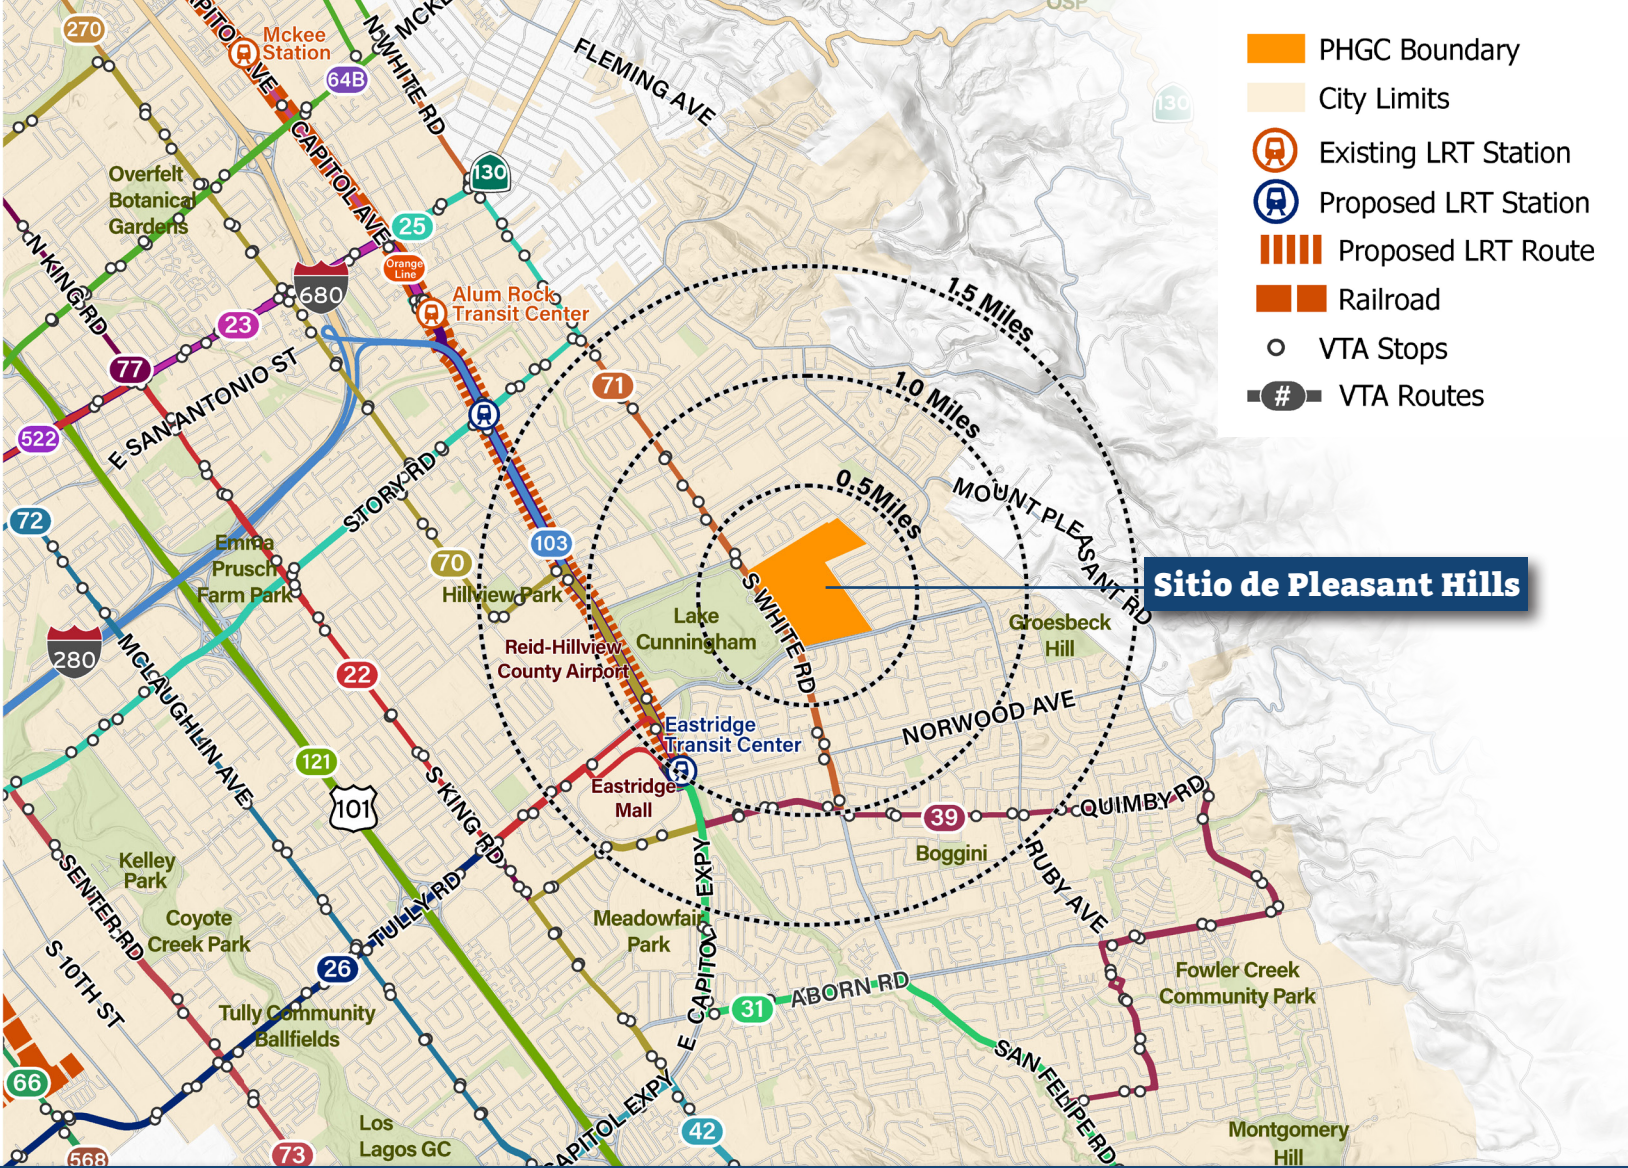 PHGC Boundary
City Limits
Existing LRT Station
Proposed LRT Station
Proposed LRT Route
Railroad
VTA Stops
# VTA Routes
270
Mckee
Station
CAPITOL AVE
64B
N WHITE RD
FLEMING AVE
130
130
Overfelt
Botanical
Gardens
CAPITOL AVE
25
Orange
Line
N KING RD
680
Alum Rock
Transit Center
23
77
E SAN ANTONIO ST
522
71
1.5 Miles
1.0 Miles
0.5 Miles
STORY RD
72
MOUNT PLEASANT RD
Emma
Prusch
Farm Park
103
70
Hillview Park
Sitio de Pleasant Hills
S WHITE RD
Lake
Cunningham
Groesbeck
Hill
Reid-Hillview
County Airport
280
22
MCLAUGHLIN AVE
NORWOOD AVE
Eastridge
Transit Center
Eastridge
Mall
121
101
S KING RD
39
QUIMBY RD
Boggini
RUBY AVE
Kelley
Park
SENTER RD
Coyote
Creek Park
TULLY RD
Meadowfair
Park
E CAPITOL EXPY
26
S 10TH ST
Tully Community
Ballfields
31
ABORN RD
Fowler Creek
Community Park
SAN FELIPE RD
66
Los
Lagos GC
CAPITOL EXPY
42
Montgomery
Hill
568
73